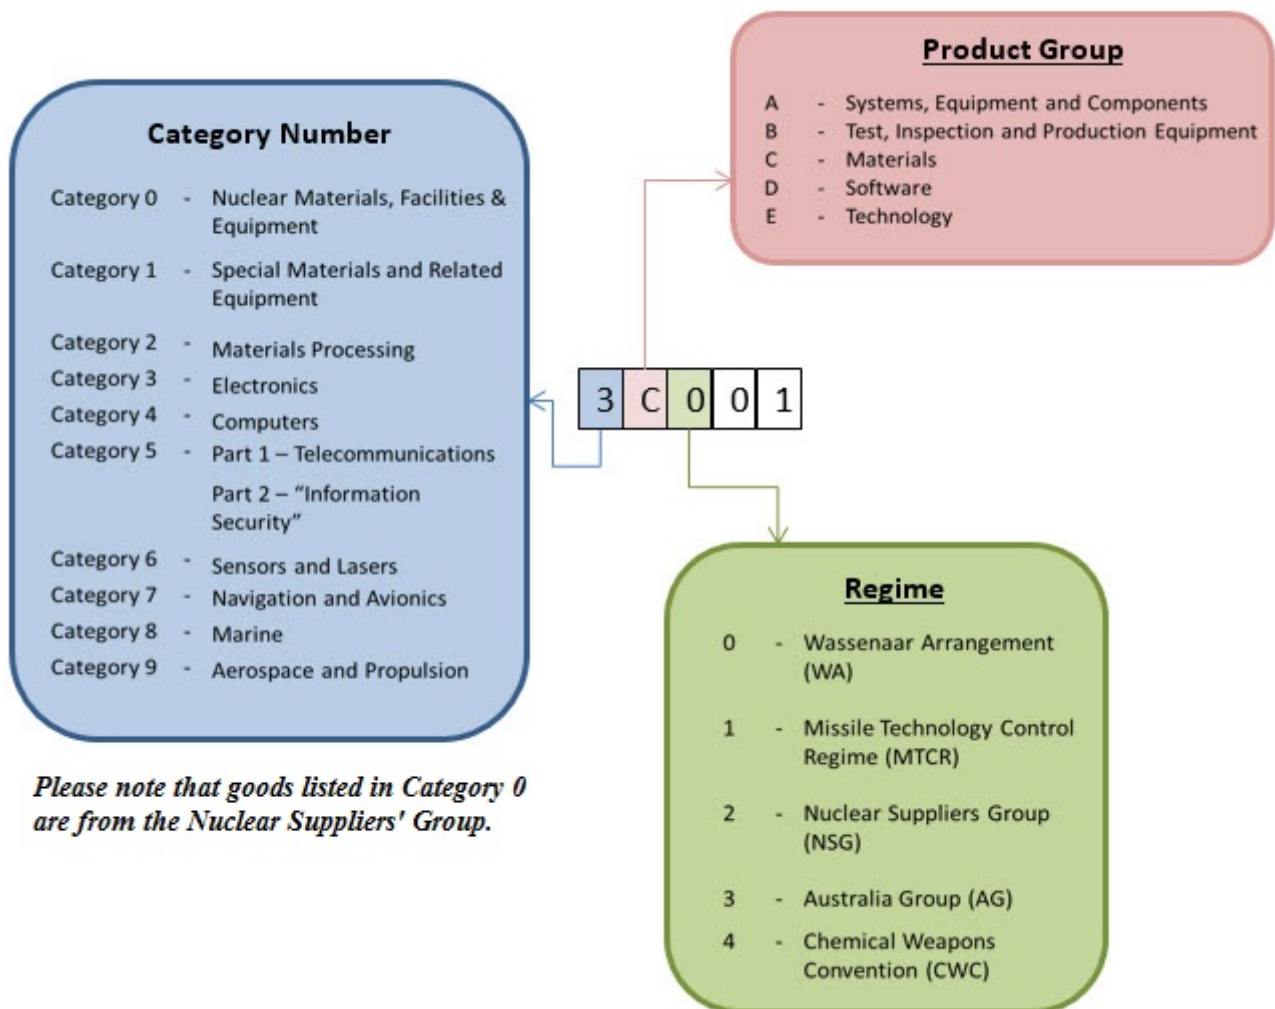 Product Group
A - Systems, Equipment and Components
B - Test, Inspection and Production Equipment
C - Materials
D - Software
E - Technology
Category Number
Category 0 - Nuclear Materials, Facilities &
Equipment
Category 1 - Special Materials and Related
Equipment
Category 2 - Materials Processing
Category 3 - Electronics
Category 4 - Computers
Category 5 - Part 1 – Telecommunications
Part 2 – “Information
Security”
Category 6 - Sensors and Lasers
Category 7 - Navigation and Avionics
Category 8 - Marine
Category 9 - Aerospace and Propulsion
3 C 0 0 1
Please note that goods listed in Category 0
are from the Nuclear Suppliers' Group.
Regime
0 - Wassenaar Arrangement
(WA)
1 - Missile Technology Control
Regime (MTCR)
2 - Nuclear Suppliers Group
(NSG)
3 - Australia Group (AG)
4 - Chemical Weapons
Convention (CWC)